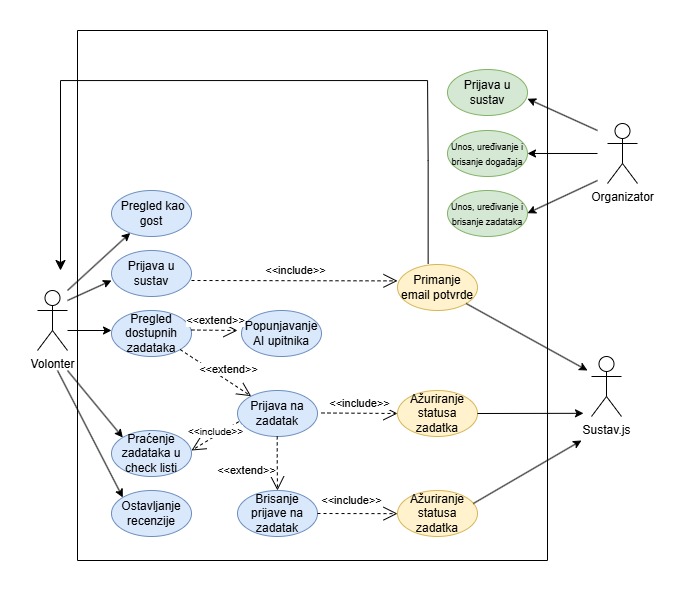 Prijava u
sustav
Unos, uređivanje i
brisanje događaja
Organizator
Pregled kao
gost
Unos, uređivanje i
brisanje zadataka
Prijava u
sustav
<<include>>
Primanje
email potvrde
Volonter
Pregled
dostupnih
zadataka
<<extend>>
Popunjavanje
AI upitnika
<<extend>>
Prijava na
zadatak
<<include>>
Ažuriranje
statusa
zadatka
Sustav.js
<<include>>
Praćenje
zadataka u
check listi
<<extend>>
Ostavljanje
recenzije
Brisanje
prijave na
zadatak
<<include>>
Ažuriranje
statusa
zadatka